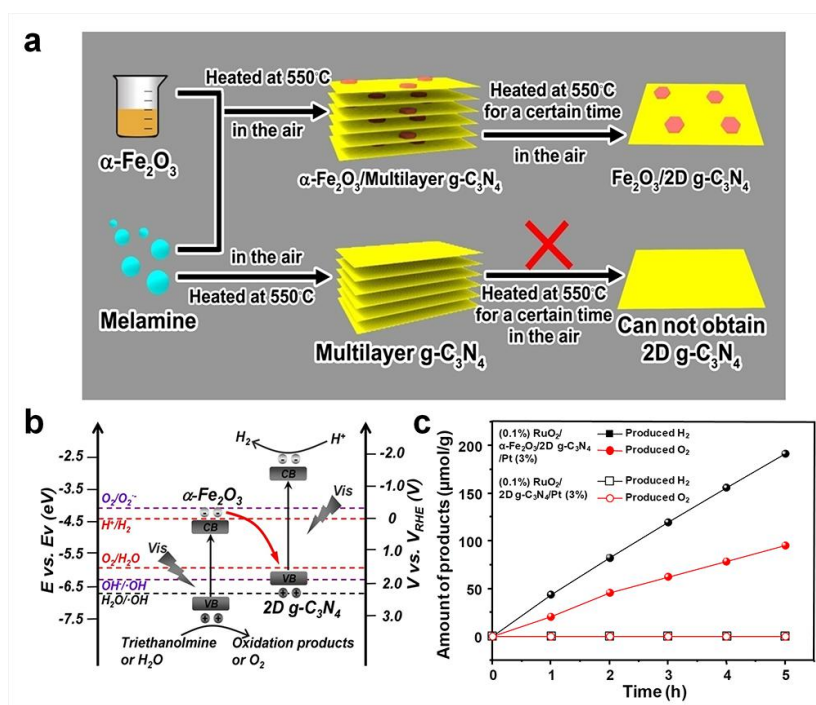 a
Heated at 550°C
in the air
α-Fe₂O₃
α-Fe₂O₃/Multilayer g-C₃N₄
Heated at 550°C
for a certain time
in the air
Fe₂O₃/2D g-C₃N₄
Melamine
in the air
Heated at 550°C
Multilayer g-C₃N₄
Heated at 550°C
for a certain time
in the air
Can not obtain
2D g-C₃N₄
b
E vs. Ev (eV)
-2.5
-3.5
-4.5
-5.5
-6.5
-7.5
O₂/O₂·⁻
H⁺/H₂
O₂/H₂O
OH⁻/·OH
H₂O/·OH
H₂
H⁺
CB
α-Fe₂O₃
Vis
CB
Vis
VB
2D g-C₃N₄
VB
Triethanolmine
or H₂O
Oxidation products
or O₂
-2.0
-1.0
0
1.0
2.0
3.0
V vs. V_RHE (V)
c
Amount of products (μmol/g)
200
150
100
50
0
0 1 2 3 4 5
Time (h)
(0.1%) RuO₂/
α-Fe₂O₃/2D g-C₃N₄
/Pt (3%)
Produced H₂
Produced O₂
(0.1%) RuO₂/
2D g-C₃N₄/Pt (3%)
Produced H₂
Produced O₂